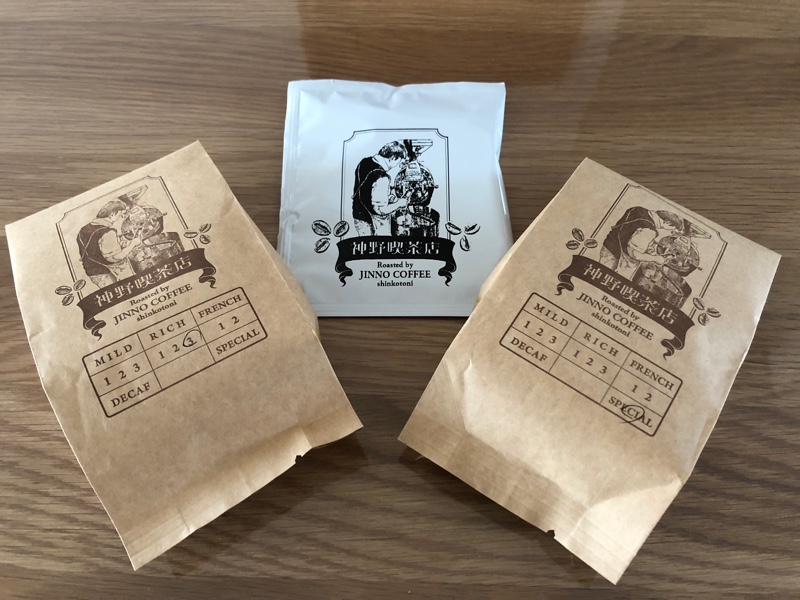 神野喫茶店
Roasted by
JINNO COFFEE
shinkotoni
MILD RICH FRENCH
1 2 3 1 2 3 1 2
DECAF SPECIAL
神野喫茶店
Roasted by
JINNO COFFEE
shinkotoni
神野喫茶店
Roasted by
JINNO COFFEE
shinkotoni
MILD RICH FRENCH
1 2 3 1 2 3 1 2
DECAF SPECIAL